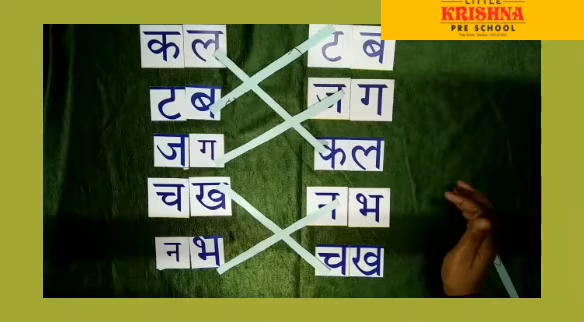 LITTLE
KRISHNA
PRE SCHOOL
कल टब
टब जग
जग कल
चख नभ
नभ चख